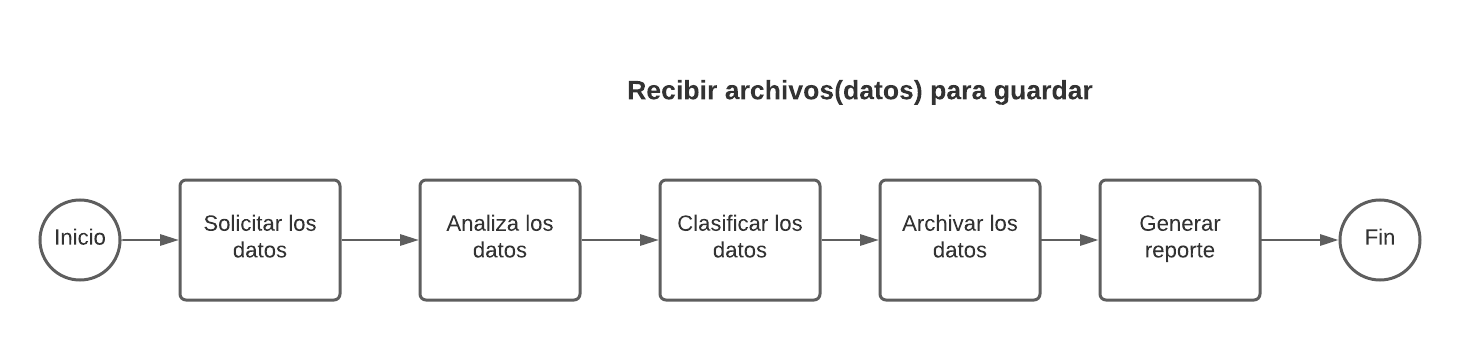 Recibir archivos(datos) para guardar
Inicio
Solicitar los
datos
Analiza los
datos
Clasificar los
datos
Archivar los
datos
Generar
reporte
Fin